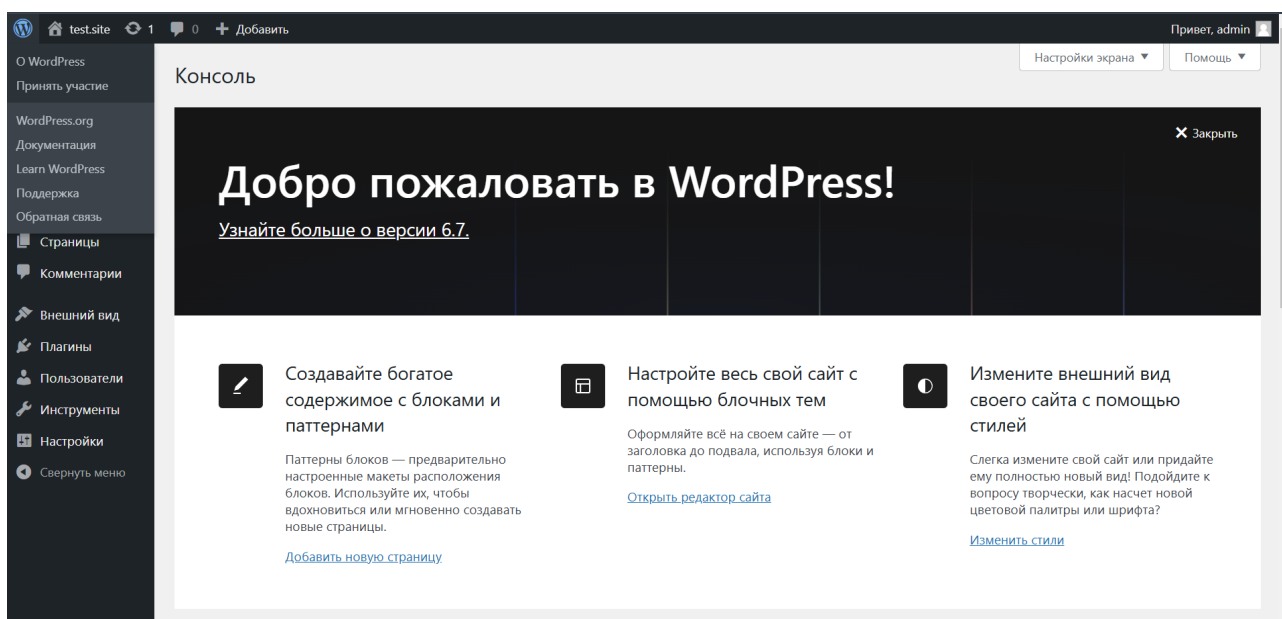 test.site 1 0 Добавить Привет, admin
О WordPress
Принять участие
WordPress.org
Документация
Learn WordPress
Поддержка
Обратная связь
Страницы
Комментарии
Внешний вид
Плагины
Пользователи
Инструменты
Настройки
Свернуть меню
Настройки экрана Помощь
Консоль
Закрыть
Добро пожаловать в WordPress!
Узнайте больше о версии 6.7.
Создавайте богатое
содержимое с блоками и
паттернами
Паттерны блоков — предварительно
настроенные макеты расположения
блоков. Используйте их, чтобы
вдохновиться или мгновенно создавать
новые страницы.
Добавить новую страницу
Настройте весь свой сайт с
помощью блочных тем
Оформляйте всё на своем сайте — от
заголовка до подвала, используя блоки и
паттерны.
Открыть редактор сайта
Измените внешний вид
своего сайта с помощью
стилей
Слегка измените свой сайт или придайте
ему полностью новый вид! Подойдите к
вопросу творчески, как насчет новой
цветовой палитры или шрифта?
Изменить стили